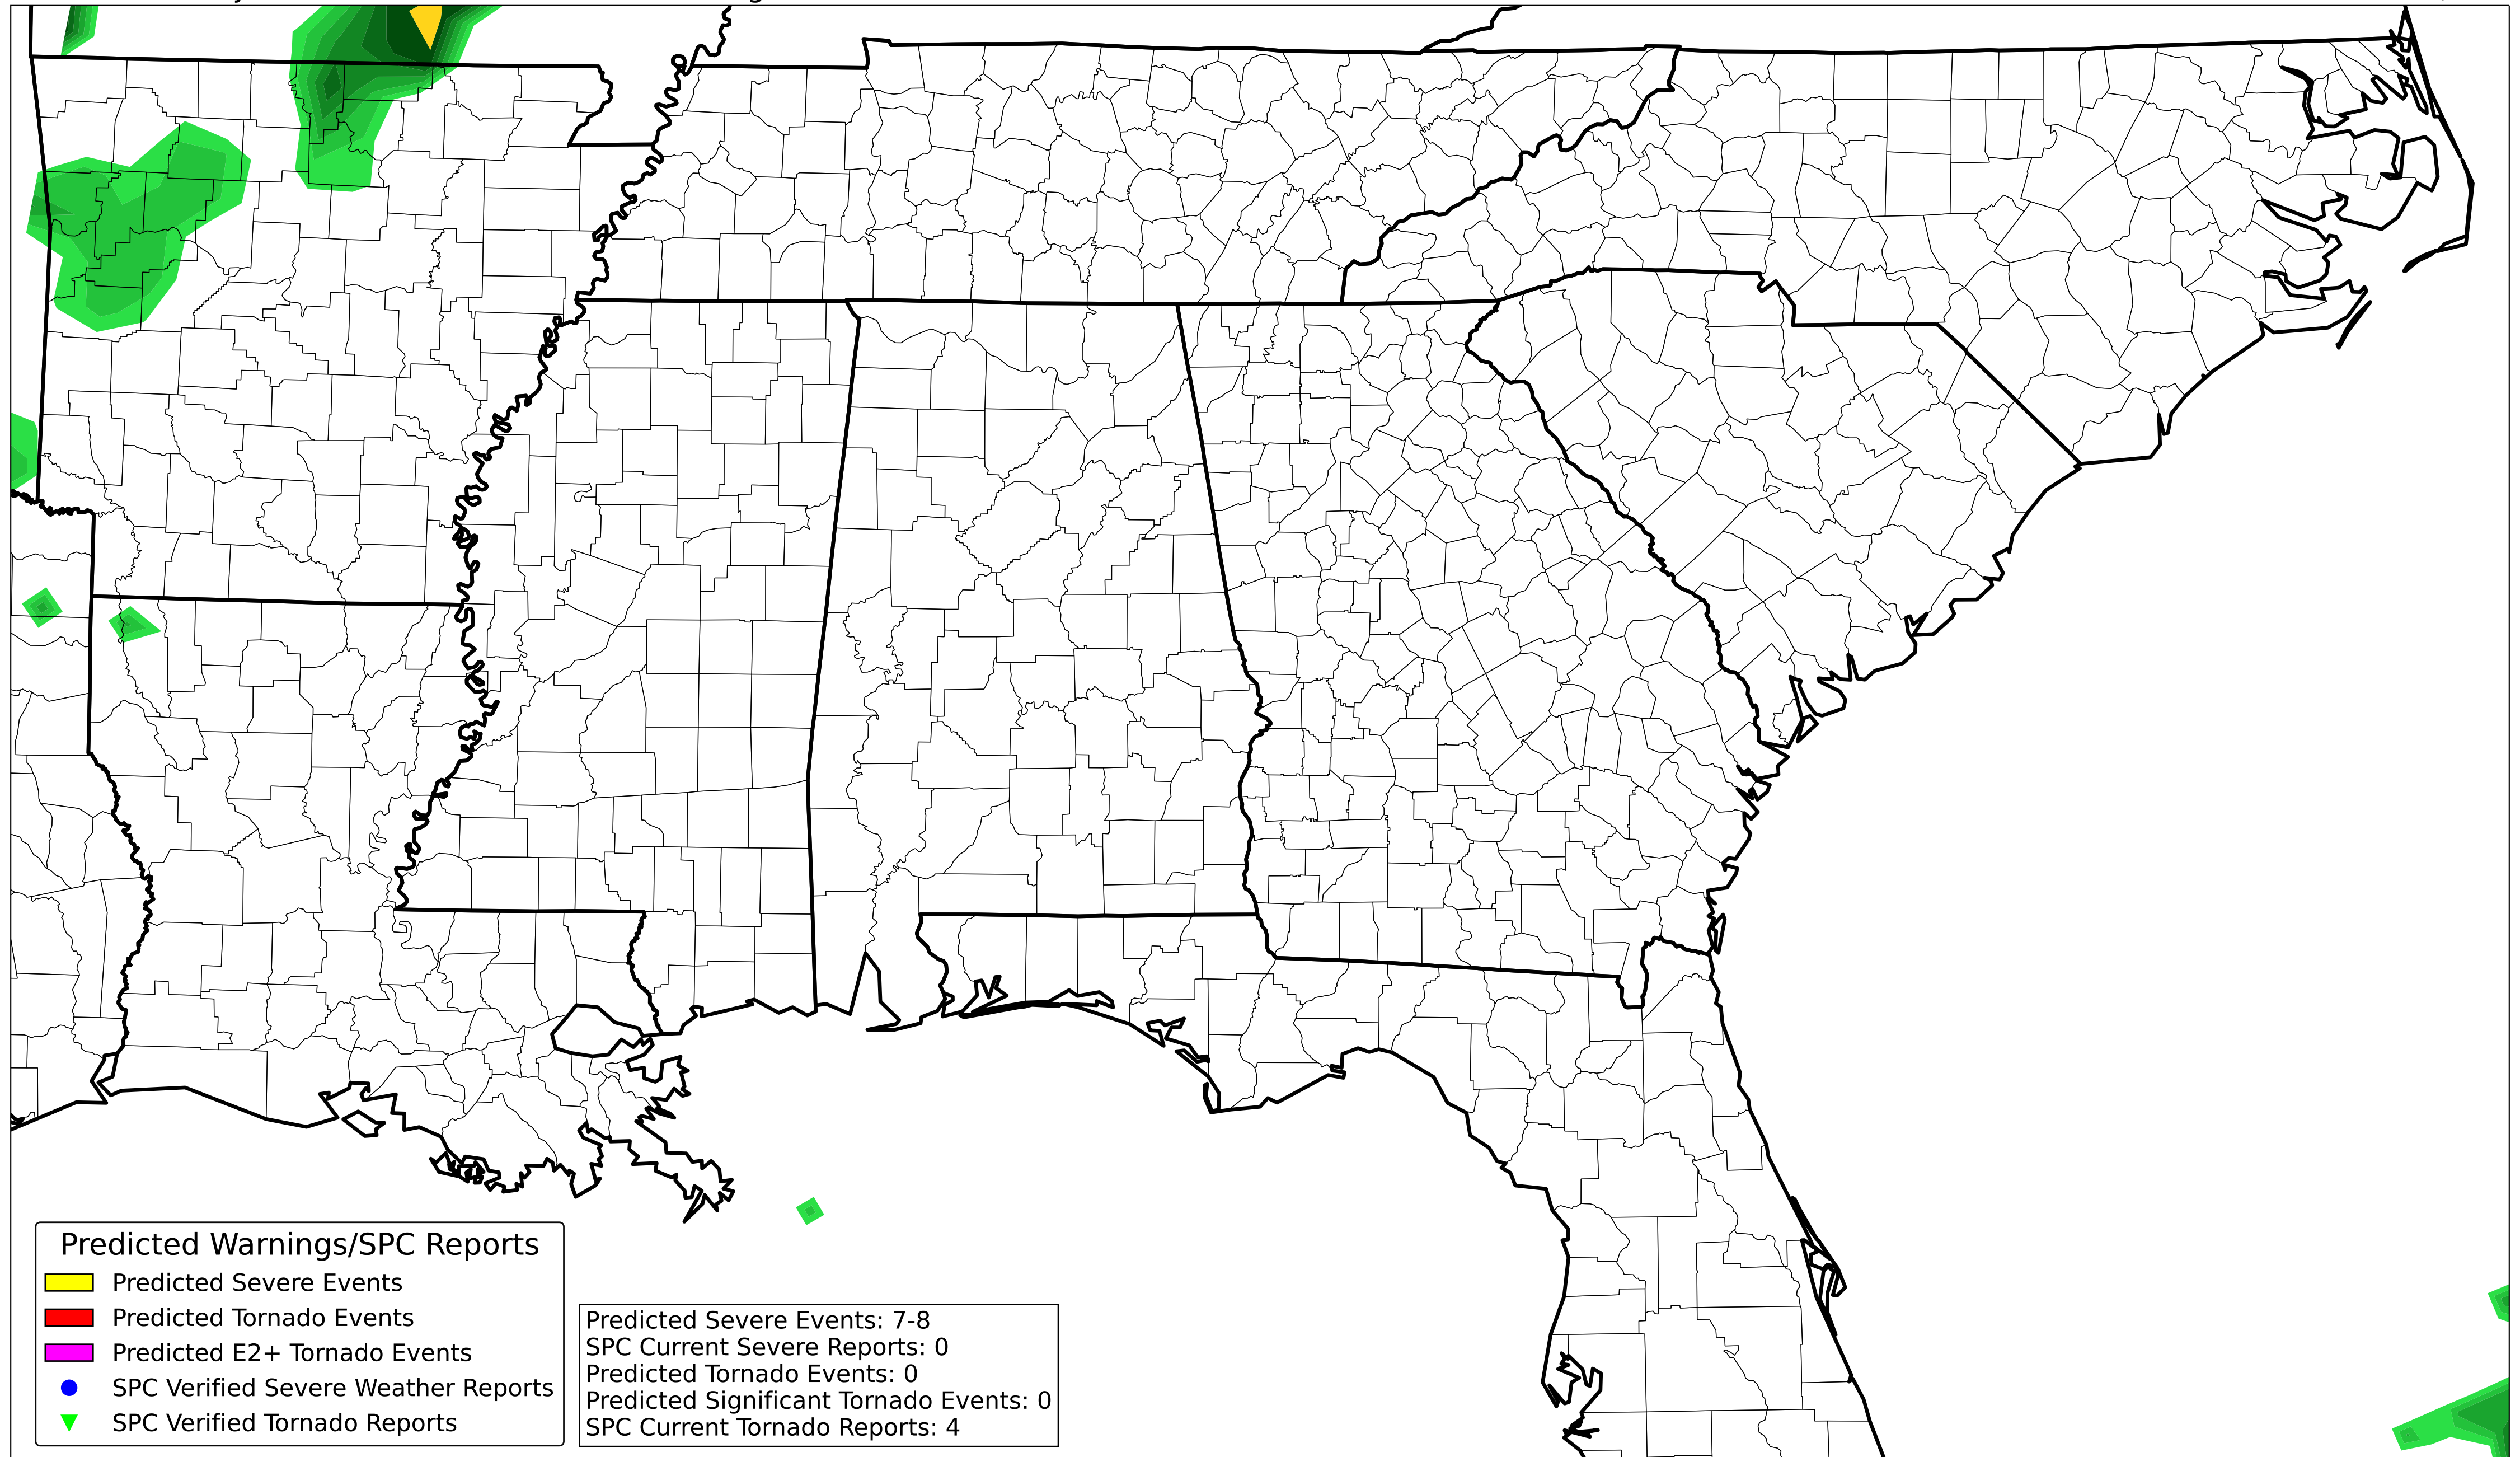 Predicted Warnings/SPC Reports
Predicted Severe Events
Predicted Tornado Events
Predicted E2+ Tornado Events
SPC Verified Severe Weather Reports
SPC Verified Tornado Reports
Predicted Severe Events: 7-8
SPC Current Severe Reports: 0
Predicted Tornado Events: 0
Predicted Significant Tornado Events: 0
SPC Current Tornado Reports: 4